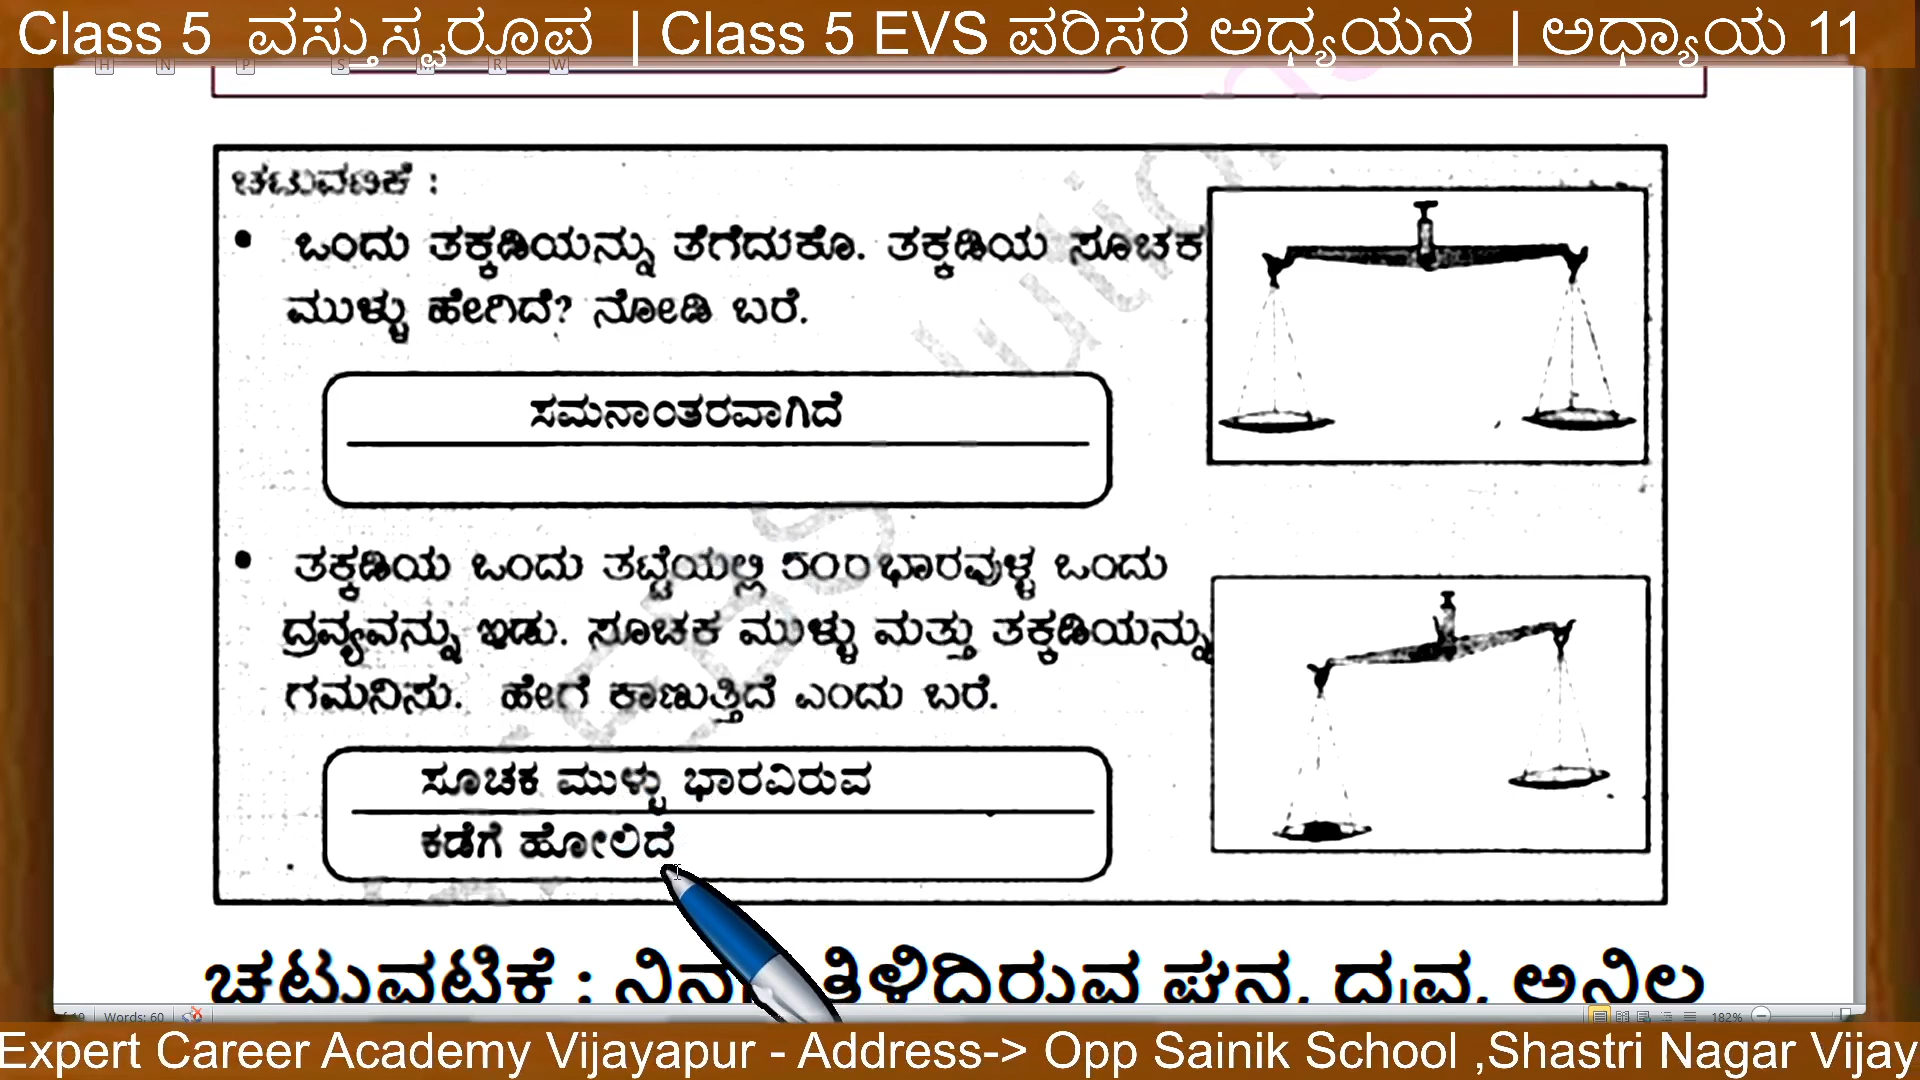 Class 5 ವಸ್ತುಸ್ವರೂಪ | Class 5 EVS ಪರಿಸರ ಅಧ್ಯಯನ | ಅಧ್ಯಾಯ 11
H N P S M R W
ಚಟುವಟಿಕೆ :
• ಒಂದು ತಕ್ಕಡಿಯನ್ನು ತೆಗೆದುಕೊ. ತಕ್ಕಡಿಯ ಸೂಚಕ
ಮುಳ್ಳು ಹೇಗಿದೆ? ನೋಡಿ ಬರೆ.
ಸಮನಾಂತರವಾಗಿದೆ
• ತಕ್ಕಡಿಯ ಒಂದು ತಟ್ಟೆಯಲ್ಲಿ 500 ಭಾರವುಳ್ಳ ಒಂದು
ದ್ರವ್ಯವನ್ನು ಇಡು. ಸೂಚಕ ಮುಳ್ಳು ಮತ್ತು ತಕ್ಕಡಿಯನ್ನು
ಗಮನಿಸು. ಹೇಗೆ ಕಾಣುತ್ತಿದೆ ಎಂದು ಬರೆ.
ಸೂಚಕ ಮುಳ್ಳು ಭಾರವಿರುವ
ಕಡೆಗೆ ಹೋಲಿದೆ
ಚಟುವಟಿಕೆ : ತಿಳಿದಿರುವ ಘನ, ದ್ರವ, ಅನಿಲ
Words: 60 182%
Expert Career Academy Vijayapur - Address-> Opp Sainik School ,Shastri Nagar Vijay